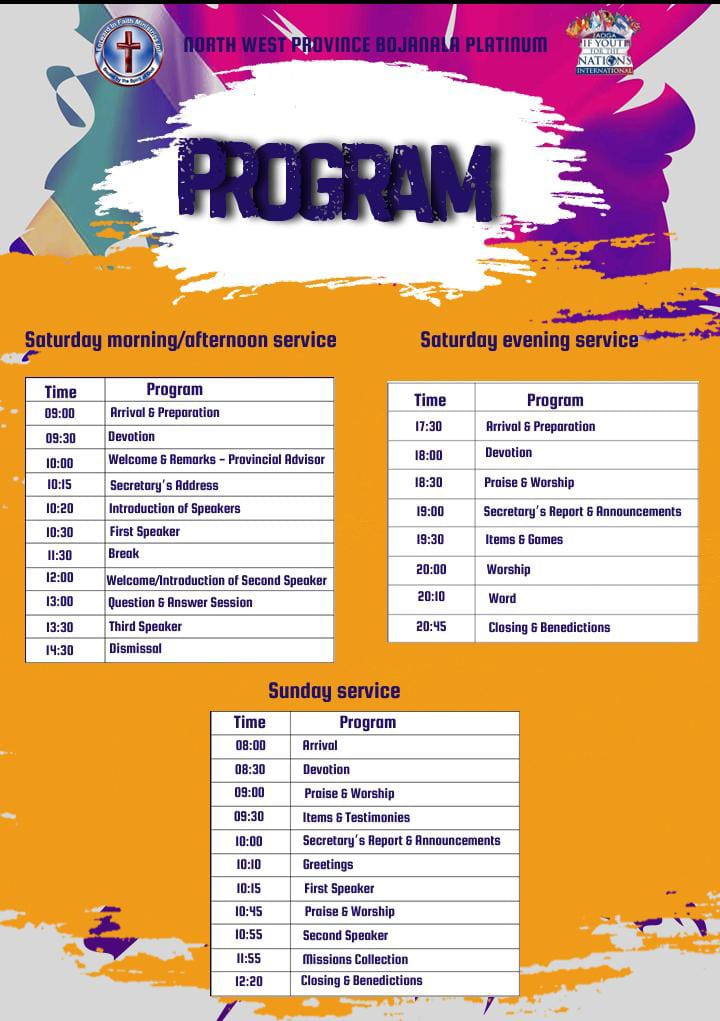 Forward in Faith Ministries Int.
NORTH WEST PROVINCE BOJANALA PLATINUM
AOGA
IF YOUTH
FOR THE
NATIONS
INTERNATIONAL
PROGRAM
Saturday morning/afternoon service
Time Program
09:00 Arrival & Preparation
09:30 Devotion
10:00 Welcome & Remarks - Provincial Advisor
10:15 Secretary's Address
10:20 Introduction of Speakers
10:30 First Speaker
11:30 Break
12:00 Welcome/Introduction of Second Speaker
13:00 Question & Answer Session
13:30 Third Speaker
14:30 Dismissal
Saturday evening service
Time Program
17:30 Arrival & Preparation
18:00 Devotion
18:30 Praise & Worship
19:00 Secretary's Report & Announcements
19:30 Items & Games
20:00 Worship
20:10 Word
20:45 Closing & Benedictions
Sunday service
Time Program
08:00 Arrival
08:30 Devotion
09:00 Praise & Worship
09:30 Items & Testimonies
10:00 Secretary's Report & Announcements
10:10 Greetings
10:15 First Speaker
10:45 Praise & Worship
10:55 Second Speaker
11:55 Missions Collection
12:20 Closing & Benedictions